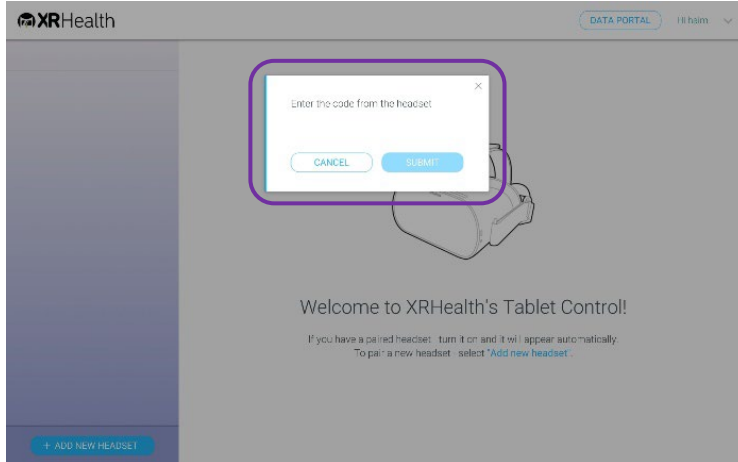 XRHealth
DATA PORTAL
Hi haim
Enter the code from the headset
CANCEL
SUBMIT
Welcome to XRHealth's Tablet Control!
If you have a paired headset - turn it on and it will appear automatically.
To pair a new headset - select "Add new headset".
+ ADD NEW HEADSET